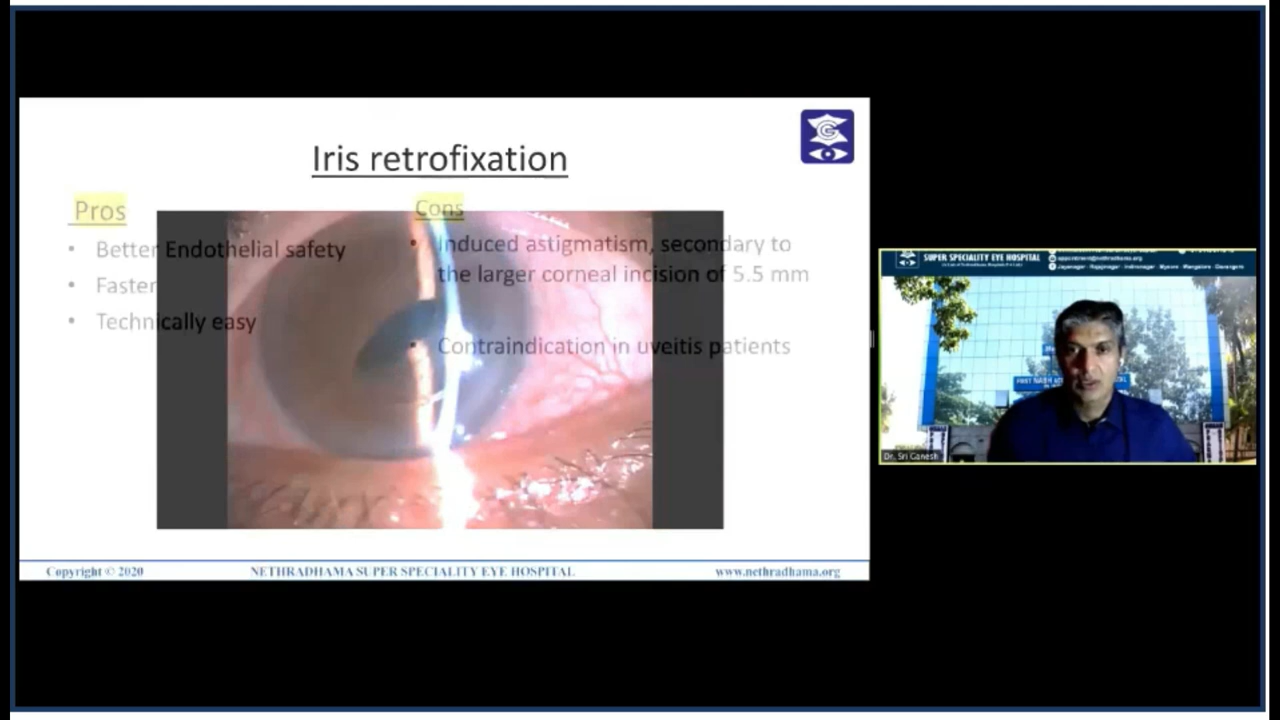 Iris retrofixation
Pros
• Better Endothelial safety
• Faster
• Technically easy
Cons
• Induced astigmatism, secondary to
the larger corneal incision of 5.5 mm
• Contraindication in uveitis patients
Copyright © 2020
NETHRADHAMA SUPER SPECIALITY EYE HOSPITAL
www.nethradhama.org
SUPER SPECIALITY EYE HOSPITAL
Dr. Sri Ganesh